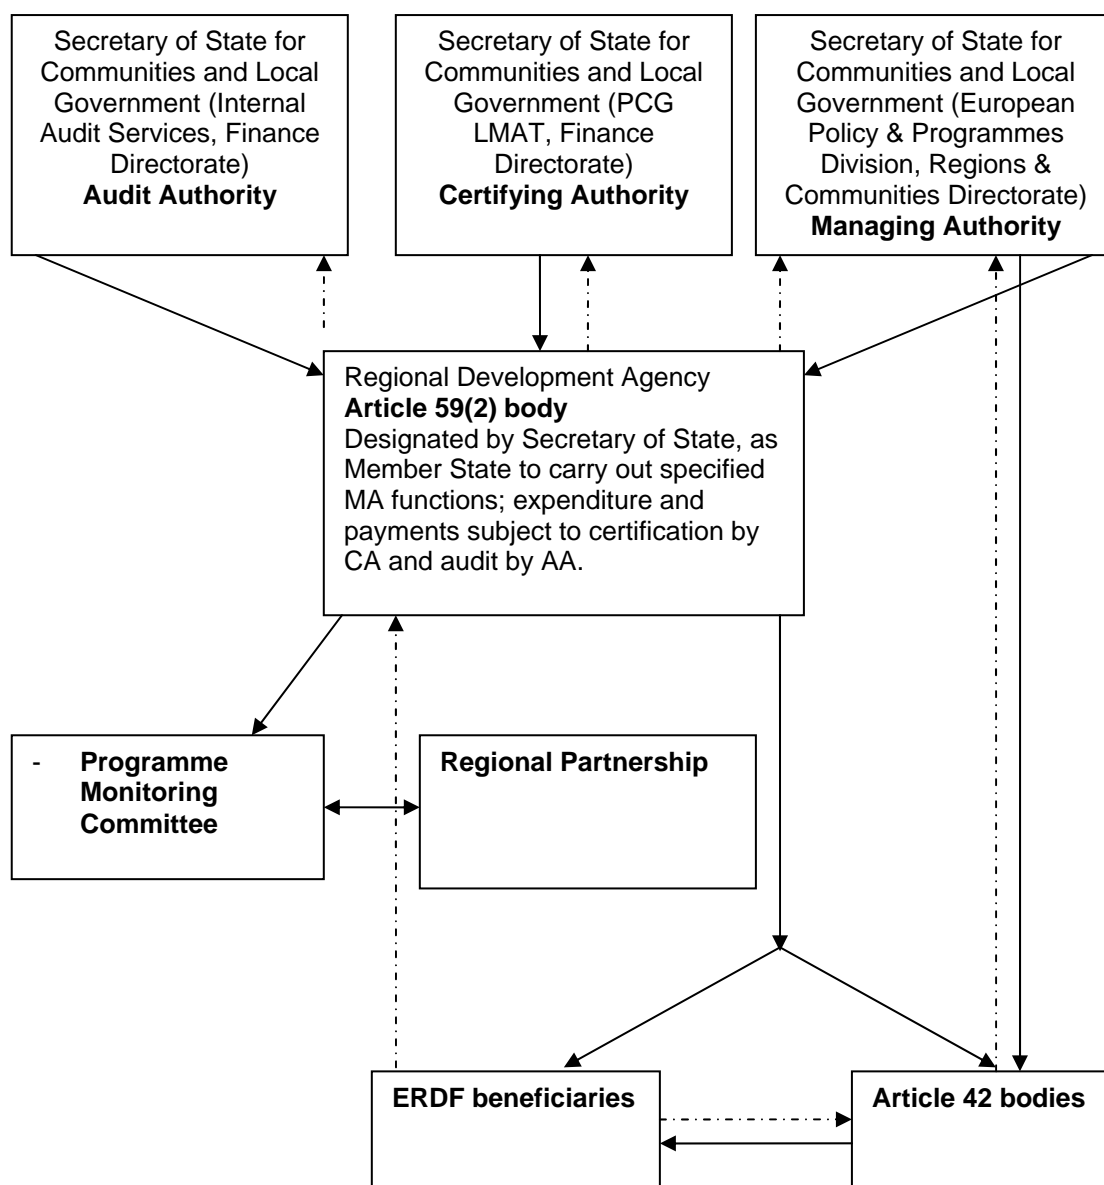 Secretary of State for
Communities and Local
Government (Internal
Audit Services, Finance
Directorate)
Audit Authority
Secretary of State for
Communities and Local
Government (PCG
LMAT, Finance
Directorate)
Certifying Authority
Secretary of State for
Communities and Local
Government (European
Policy & Programmes
Division, Regions &
Communities Directorate)
Managing Authority
Regional Development Agency
Article 59(2) body
Designated by Secretary of State, as
Member State to carry out specified
MA functions; expenditure and
payments subject to certification by
CA and audit by AA.
- Programme
Monitoring
Committee
Regional Partnership
ERDF beneficiaries
Article 42 bodies